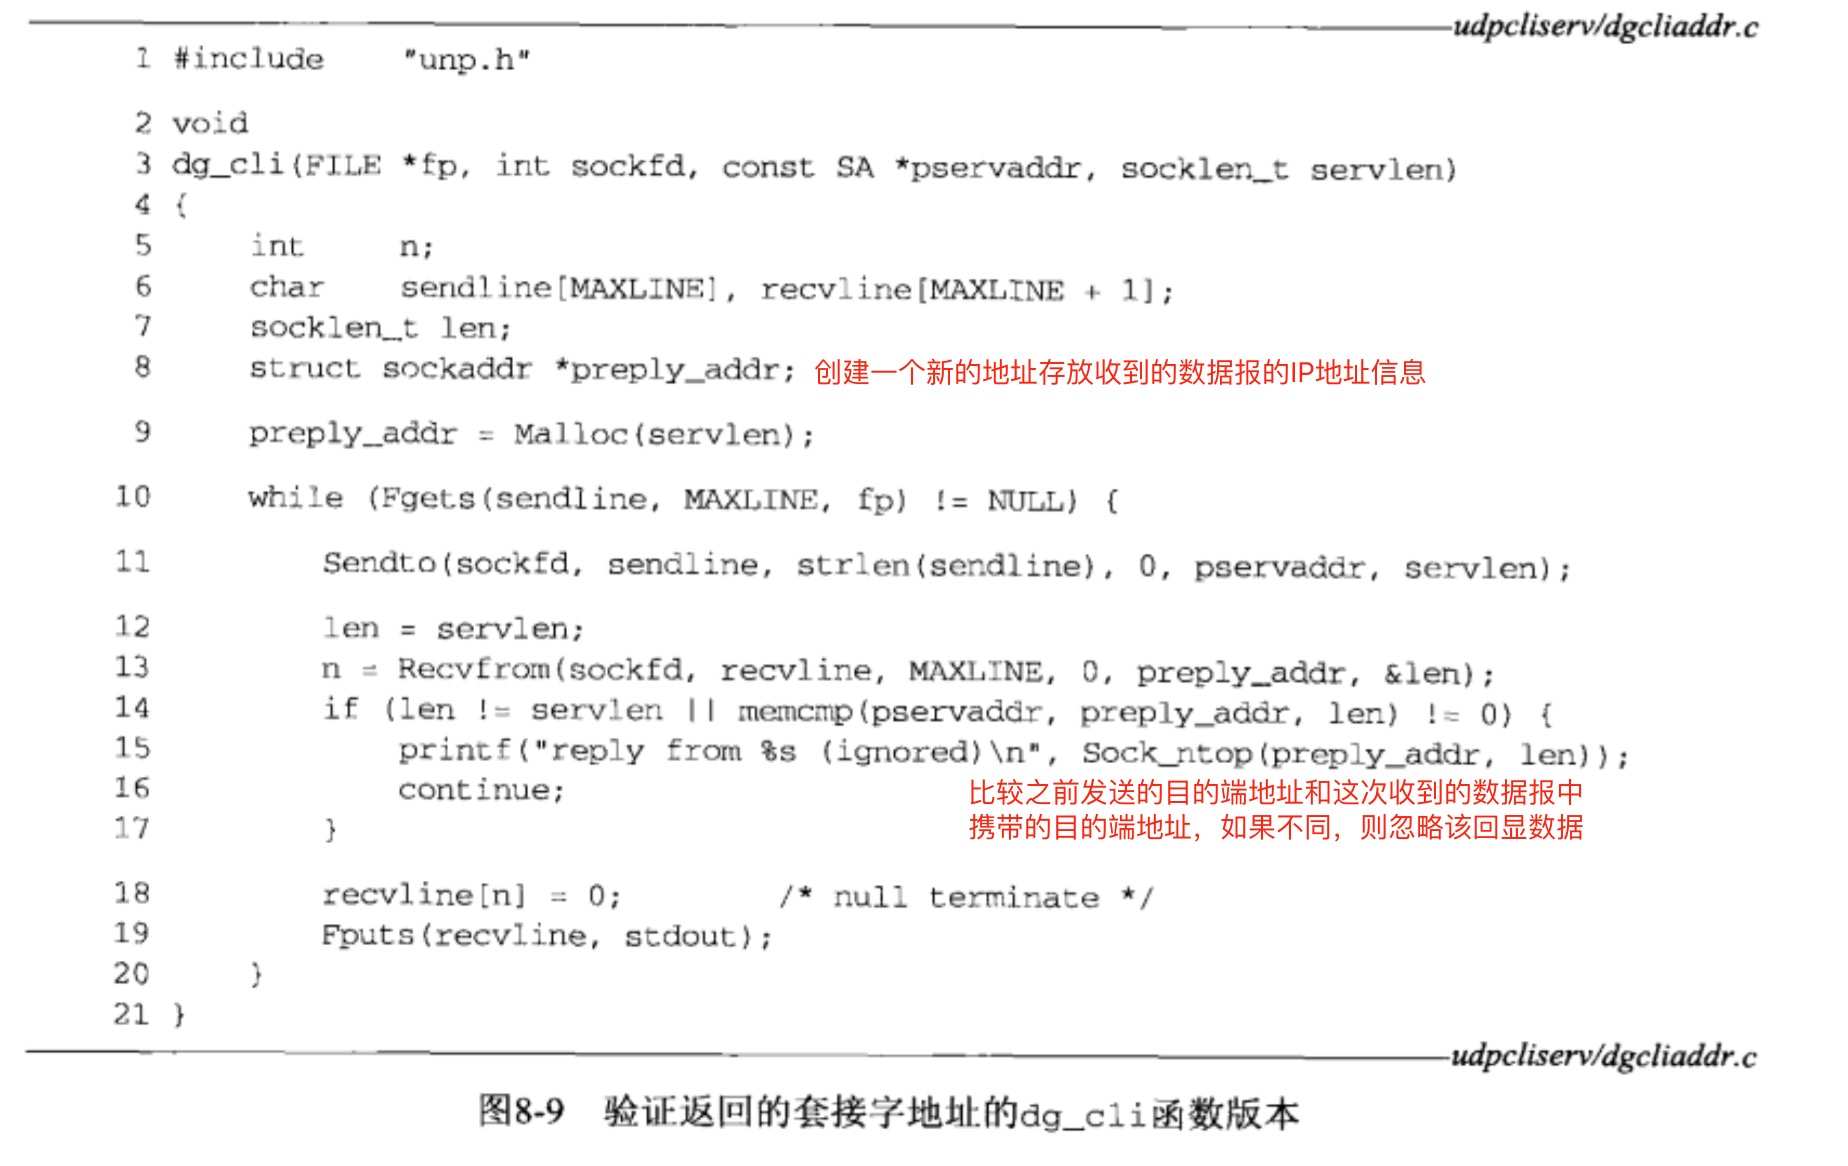 udpcliserv/dgcliaddr.c
1 #include    "unp.h"
2 void
3 dg_cli(FILE *fp, int sockfd, const SA *pservaddr, socklen_t servlen)
4 {
5     int     n;
6     char    sendline[MAXLINE], recvline[MAXLINE + 1];
7     socklen_t len;
8     struct sockaddr *preply_addr; 创建一个新的地址存放收到的数据报的IP地址信息
9     preply_addr = Malloc(servlen);
10     while (Fgets(sendline, MAXLINE, fp) != NULL) {
11         Sendto(sockfd, sendline, strlen(sendline), 0, pservaddr, servlen);
12         len = servlen;
13         n = Recvfrom(sockfd, recvline, MAXLINE, 0, preply_addr, &len);
14         if (len != servlen || memcmp(pservaddr, preply_addr, len) != 0) {
15             printf("reply from %s (ignored)\n", Sock_ntop(preply_addr, len));
16             continue; 比较之前发送的目的端地址和这次收到的数据报中
17         } 携带的目的端地址，如果不同，则忽略该回显数据
18         recvline[n] = 0;        /* null terminate */
19         Fputs(recvline, stdout);
20     }
21 }
udpcliserv/dgcliaddr.c
图8-9 验证返回的套接字地址的dg_cli函数版本